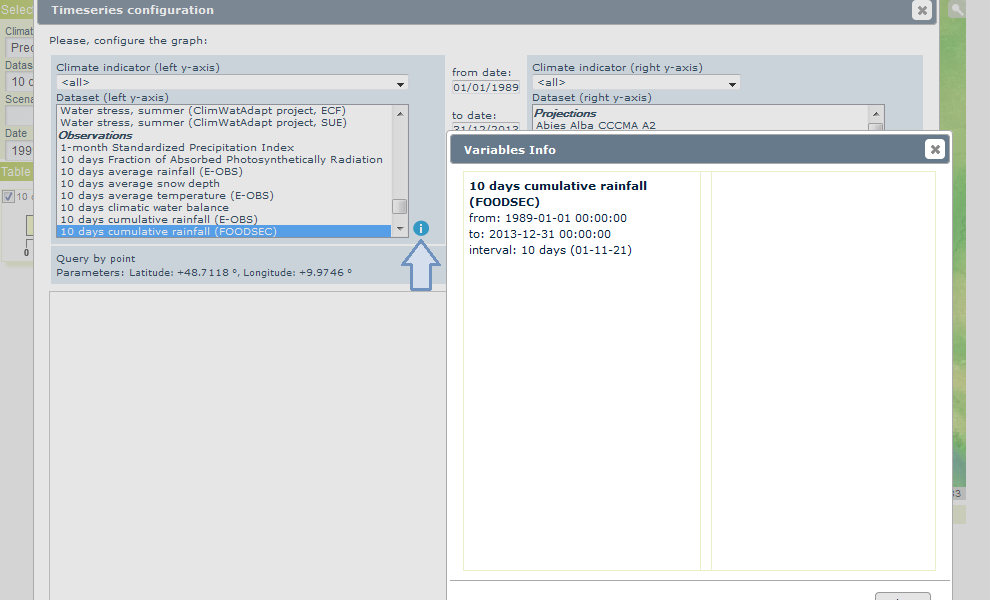 Selec
Timeseries configuration
Climat
Prec
Datas
10 d
Scena
Date
199
Table
10
0
Please, configure the graph:
Climate indicator (left y-axis)
<all>
Dataset (left y-axis)
Water stress, summer (ClimWatAdapt project, ECF)
Water stress, summer (ClimWatAdapt project, SUE)
Observations
1-month Standardized Precipitation Index
10 days Fraction of Absorbed Photosynthetically Radiation
10 days average rainfall (E-OBS)
10 days average snow depth
10 days average temperature (E-OBS)
10 days climatic water balance
10 days cumulative rainfall (E-OBS)
10 days cumulative rainfall (FOODSEC)
i
Query by point
Parameters: Latitude: +48.7118 °, Longitude: +9.9746 °
from date:
01/01/1989
to date:
31/12/2013
Climate indicator (right y-axis)
<all>
Dataset (right y-axis)
Projections
Abies Alba CCCMA A2
Variables Info
10 days cumulative rainfall
(FOODSEC)
from: 1989-01-01 00:00:00
to: 2013-12-31 00:00:00
interval: 10 days (01-11-21)
33